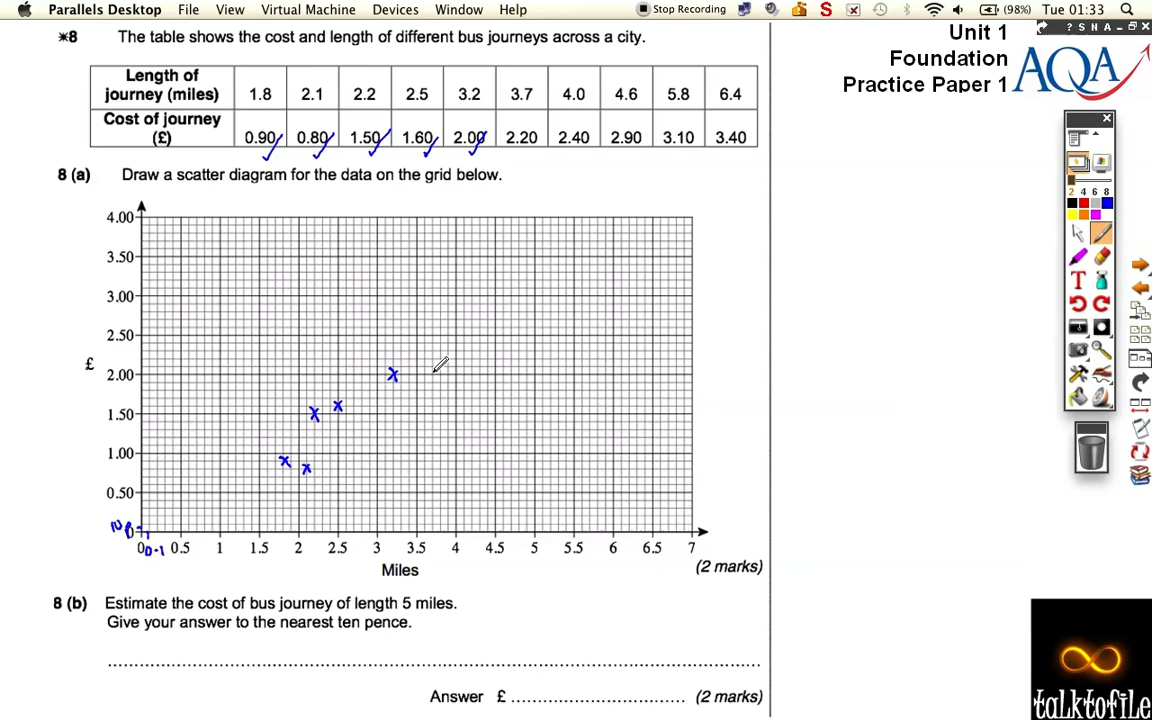 Parallels Desktop File View Virtual Machine Devices Window Help Stop Recording (98%) Tue 01:33
✶8 The table shows the cost and length of different bus journeys across a city.
Unit 1
Foundation
Practice Paper 1
AQA
? S N A
Length of journey (miles) 1.8 2.1 2.2 2.5 3.2 3.7 4.0 4.6 5.8 6.4
Cost of journey (£) 0.90 0.80 1.50 1.60 2.00 2.20 2.40 2.90 3.10 3.40
8 (a) Draw a scatter diagram for the data on the grid below.
2 4 6 8
4.00
3.50
3.00
2.50
£
2.00
1.50
1.00
0.50
10p 0
0 0.5 1 1.5 2 2.5 3 3.5 4 4.5 5 5.5 6 6.5 7
0.1
Miles
(2 marks)
8 (b) Estimate the cost of bus journey of length 5 miles.
Give your answer to the nearest ten pence.
Answer £ (2 marks)
talktofile